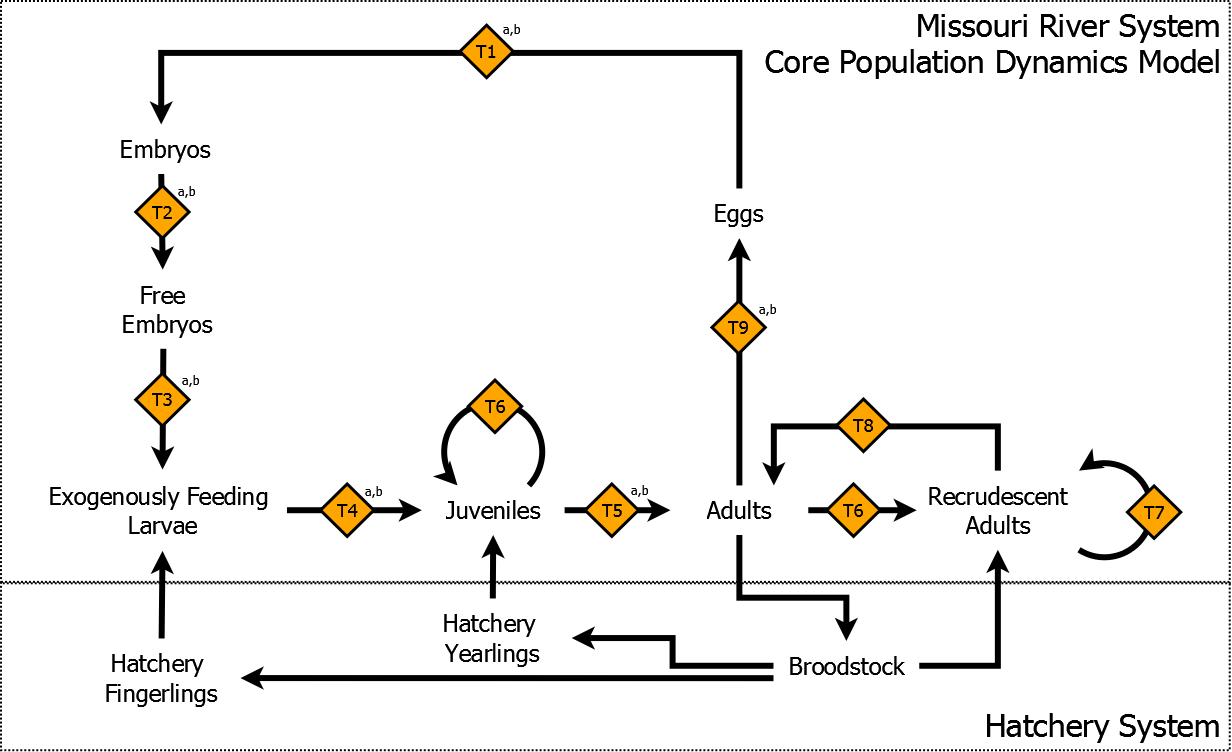 Missouri River System
Core Population Dynamics Model
T1 a,b
Embryos
T2 a,b
Eggs
Free
Embryos
T9 a,b
T3 a,b
T6
T8
Exogenously Feeding
Larvae
T4 a,b
Juveniles
T5 a,b
Adults
T6
Recrudescent
Adults
T7
Hatchery
Yearlings
Hatchery
Fingerlings
Broodstock
Hatchery System